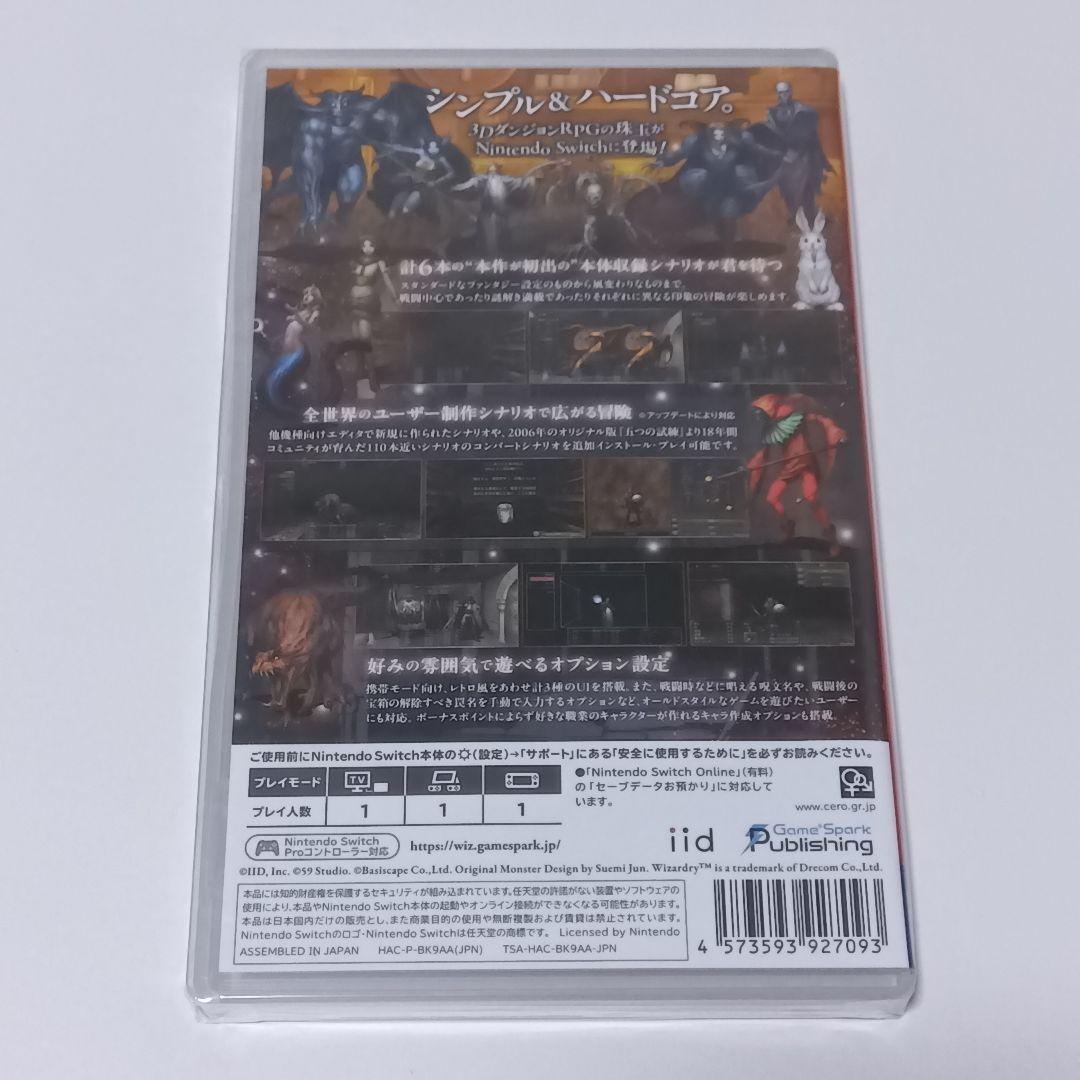 シンプル&ハードコア。
3DダンジョンRPGの珠玉が
Nintendo Switchに登場!
計6本の"本作が初出の"本体収録シナリオが君を待つ
スタンダードなファンタジー設定のものから風変わりなものまで。
戦闘中心であったり謎解き満載であったりそれぞれに異なる印象の冒険が楽しめます。
全世界のユーザー制作シナリオで広がる冒険 ※アップデートにより対応
他機種向けエディタで新規に作られたシナリオや、2006年のオリジナル版『五つの試練』より18年間
コミュニティが育んだ110本近いシナリオのコンバートシナリオを追加インストール・プレイ可能です。
好みの雰囲気で遊べるオプション設定
携帯モード向け、レトロ風をあわせ計3種のUIを搭載。また、戦闘時などに唱える呪文名や、戦闘後の
宝箱の解除すべき罠名を手動で入力するオプションなど、オールドスタイルなゲームを遊びたいユーザー
にも対応。ボーナスポイントによらず好きな職業のキャラクターが作れるキャラ作成オプションも搭載。
ご使用前にNintendo Switch本体の(設定)→「サポート」にある「安全に使用するために」を必ずお読みください。
プレイモード TV
プレイ人数 1 1 1
●「Nintendo Switch Online」(有料)
の「セーブデータお預かり」に対応して
います。
www.cero.gr.jp
Nintendo Switch
Proコントローラー対応
https://wiz.gamespark.jp/
iid
Game*Spark
Publishing
©IID, Inc. ©59 Studio. ©Basiscape Co.,Ltd. Original Monster Design by Suemi Jun. Wizardry™ is a trademark of Drecom Co.,Ltd.
本品には知的財産権を保護するセキュリティが組み込まれています。任天堂の許諾がない装置やソフトウェアの
使用により、本品やNintendo Switch本体の起動やオンライン接続ができなくなる可能性があります。
本品は日本国内だけの販売とし、また商業目的の使用や無断複製および賃貸は禁止されています。
Nintendo Switchのロゴ・Nintendo Switchは任天堂の商標です。 Licensed by Nintendo
ASSEMBLED IN JAPAN HAC-P-BK9AA(JPN) TSA-HAC-BK9AA-JPN
4 573593 927093